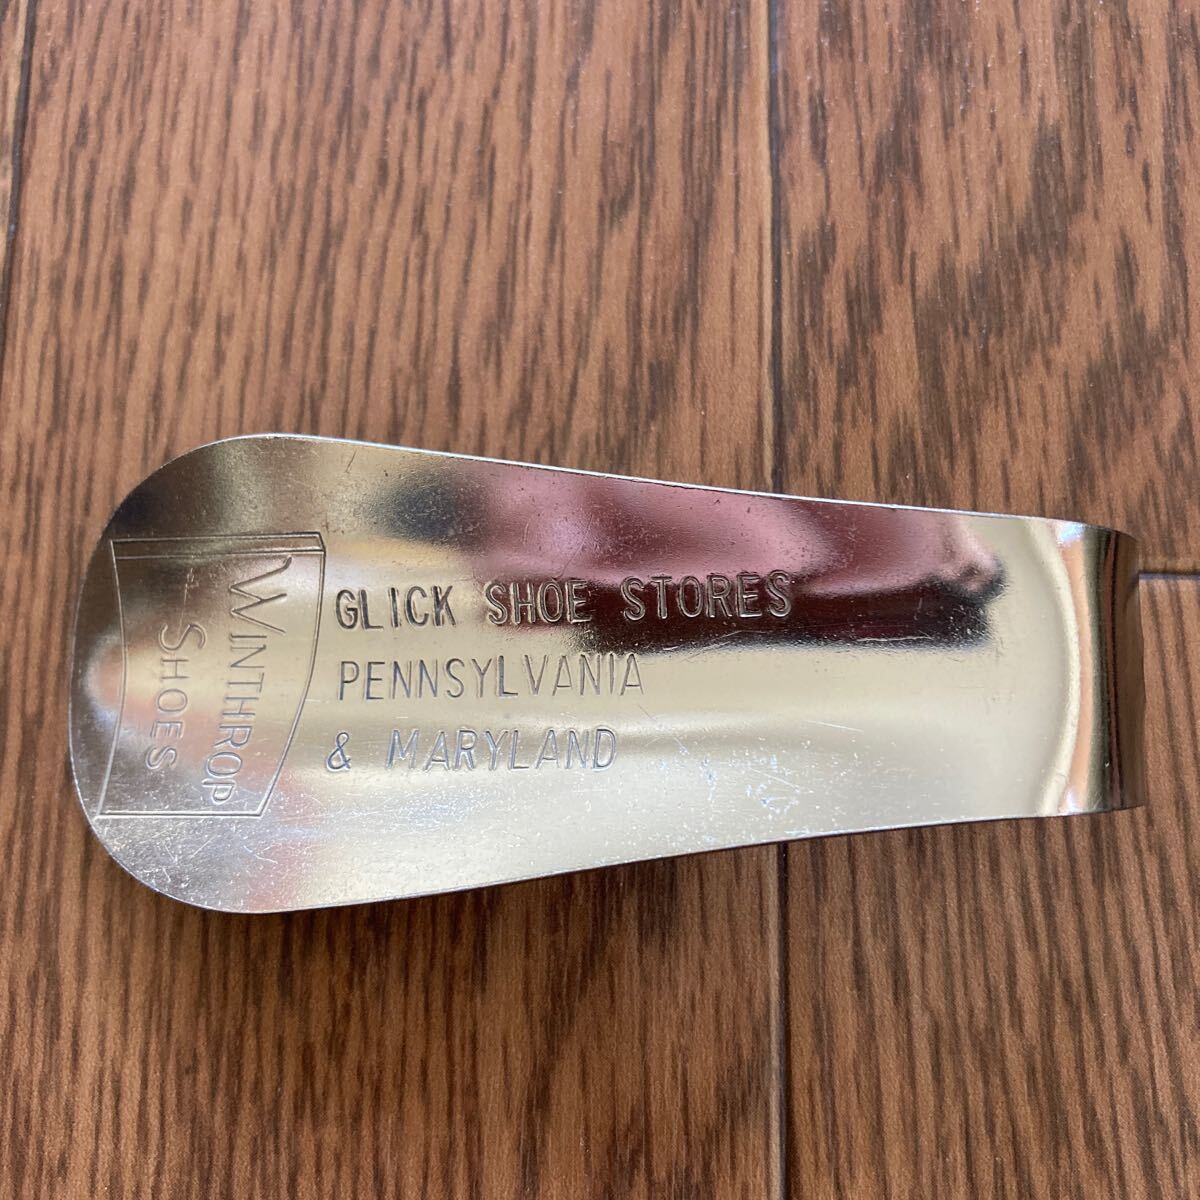 WINTHROP
SHOES
GLICK SHOE STORES
PENNSYLVANIA
& MARYLAND